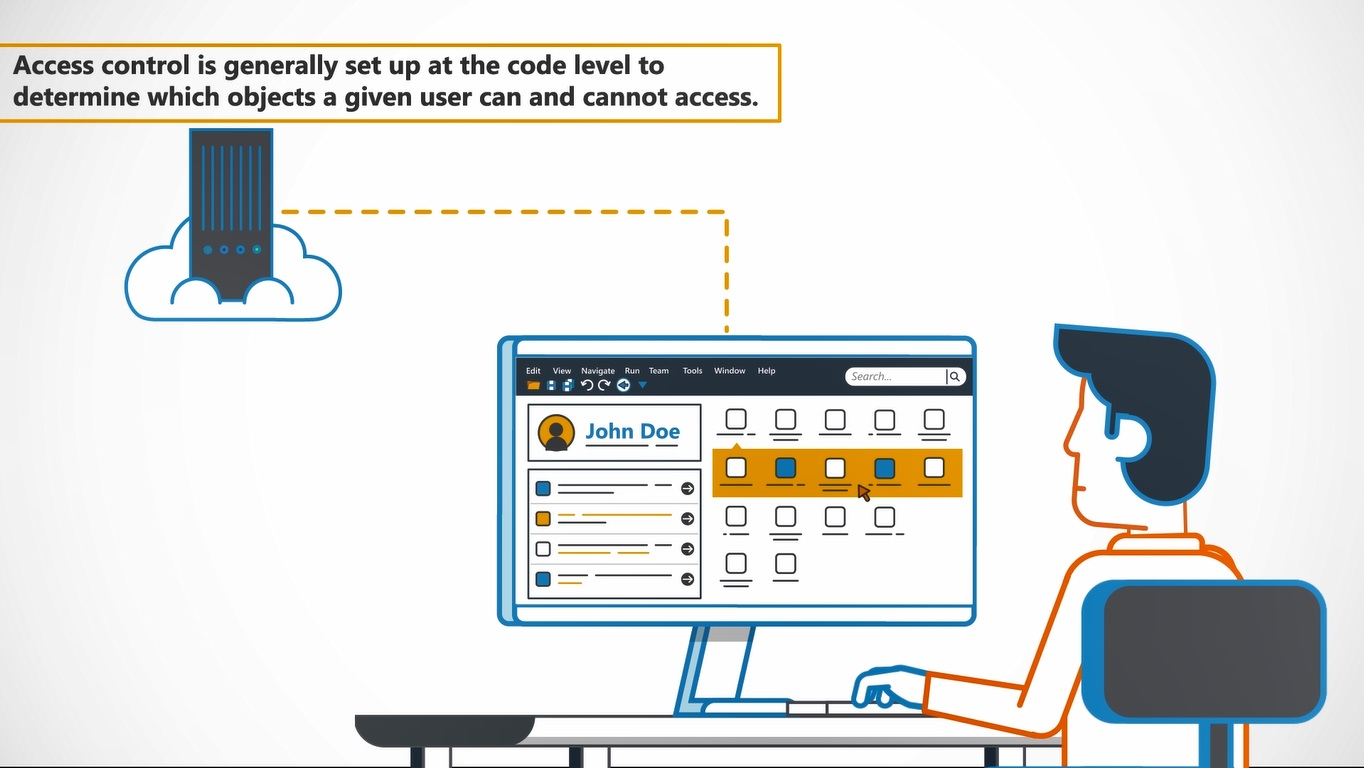 Access control is generally set up at the code level to
determine which objects a given user can and cannot access.
Edit View Navigate Run Team Tools Window Help
Search...
John Doe